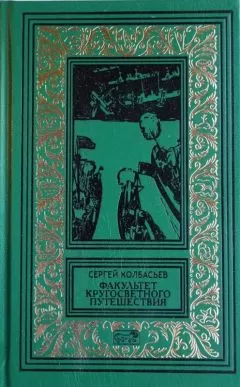 СЕРГЕЙ КОЛБАСЬЕВ
ФАКУЛЬТЕТ
КРУГОСВЕТНОГО
ПУТЕШЕСТВИЯ